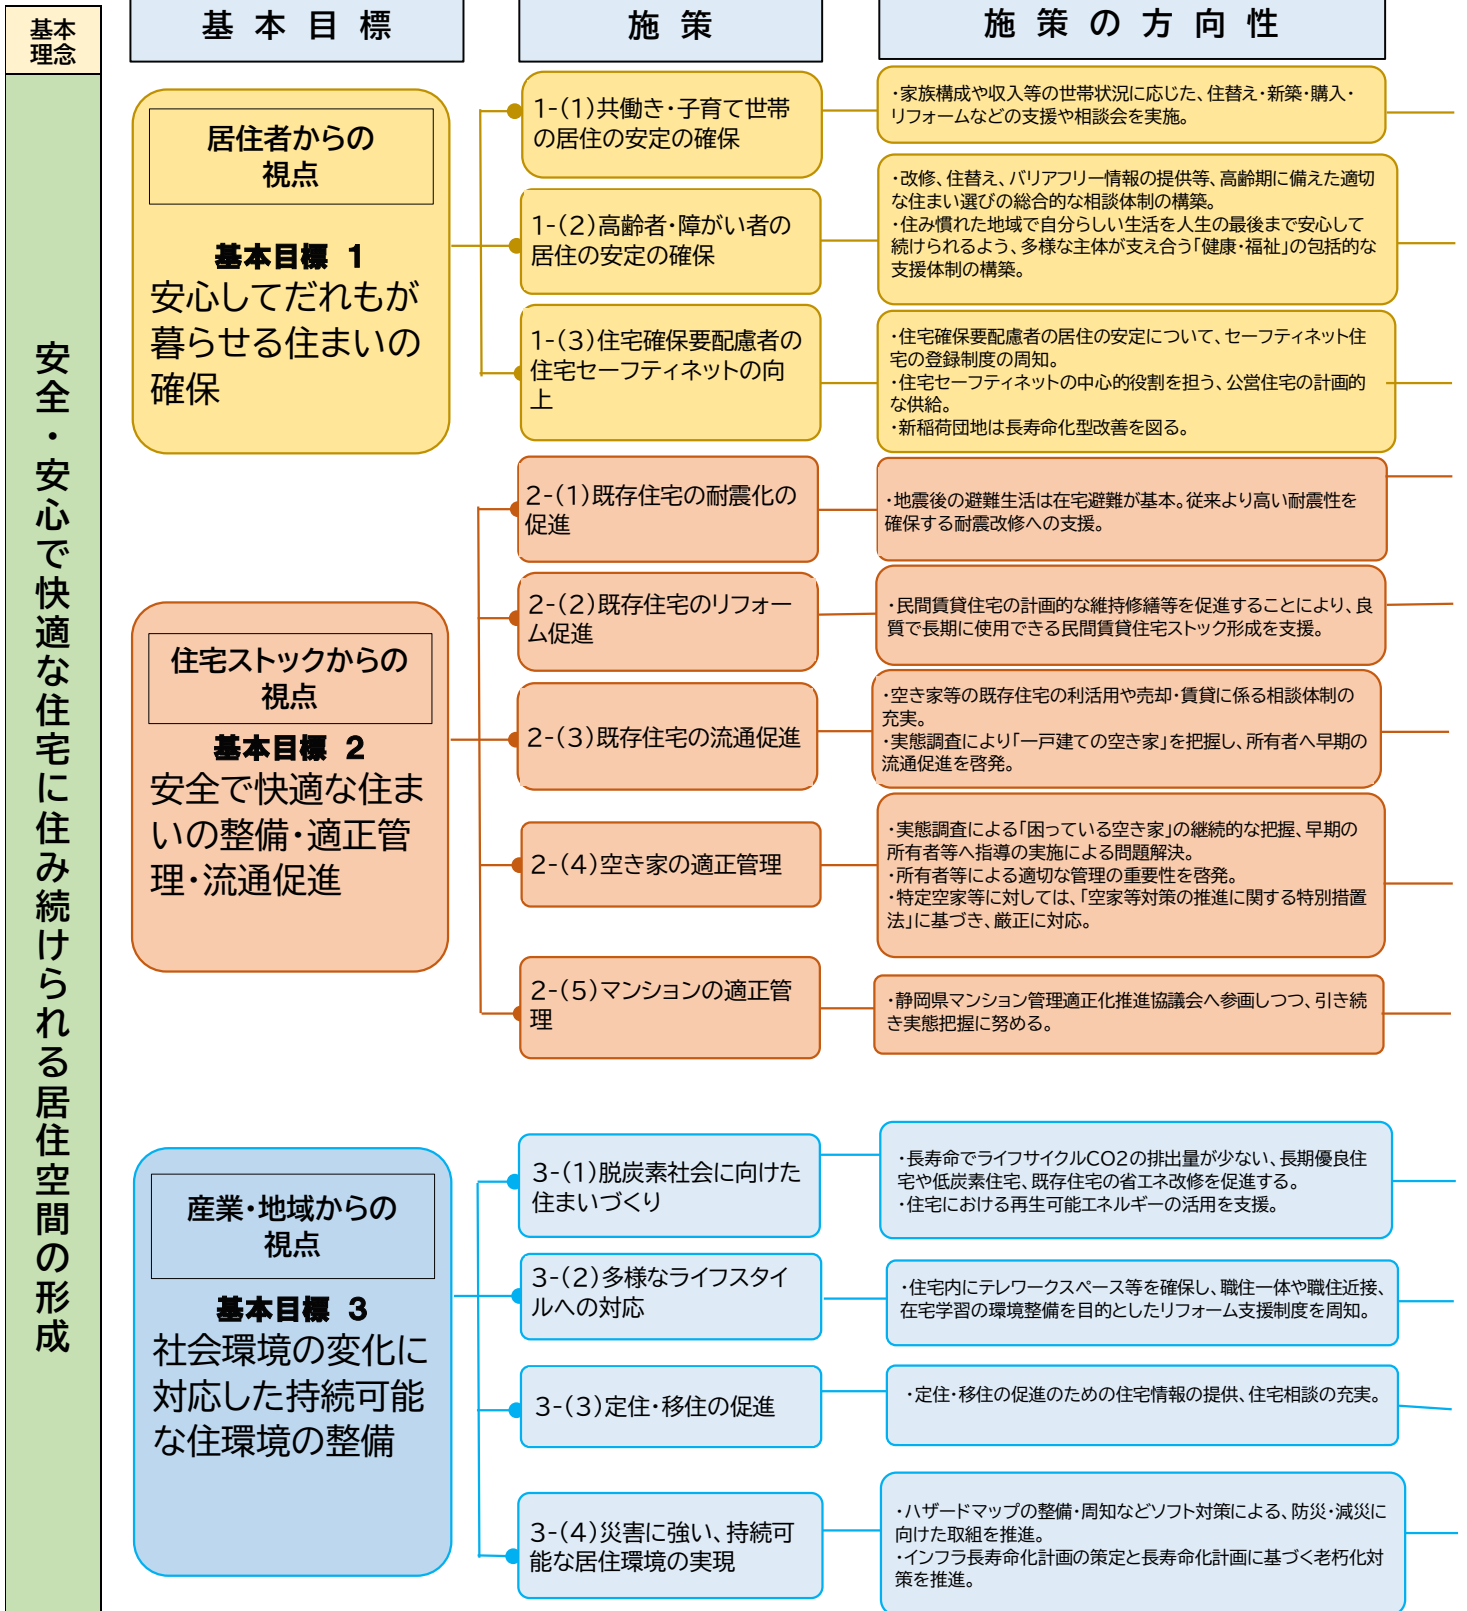 基本
理念
安全・安心で快適な住宅に住み続けられる居住空間の形成
基本目標
施策
施策の方向性
居住者からの
視点
基本目標 1
安心してだれもが
暮らせる住まいの
確保
1-(1)共働き・子育て世帯
の居住の安定の確保
・家族構成や収入等の世帯状況に応じた、住替え・新築・購入・
リフォームなどの支援や相談会を実施。
1-(2)高齢者・障がい者の
居住の安定の確保
・改修、住替え、バリアフリー情報の提供等、高齢期に備えた適切
な住まい選びの総合的な相談体制の構築。
・住み慣れた地域で自分らしい生活を人生の最後まで安心して
続けられるよう、多様な主体が支え合う「健康・福祉」の包括的な
支援体制の構築。
1-(3)住宅確保要配慮者の
住宅セーフティネットの向
上
・住宅確保要配慮者の居住の安定について、セーフティネット住
宅の登録制度の周知。
・住宅セーフティネットの中心的役割を担う、公営住宅の計画的
な供給。
・新稲荷団地は長寿命化型改善を図る。
住宅ストックからの
視点
基本目標 2
安全で快適な住ま
いの整備・適正管
理・流通促進
2-(1)既存住宅の耐震化の
促進
・地震後の避難生活は在宅避難が基本。従来より高い耐震性を
確保する耐震改修への支援。
2-(2)既存住宅のリフォー
ム促進
・民間賃貸住宅の計画的な維持修繕等を促進することにより、良
質で長期に使用できる民間賃貸住宅ストック形成を支援。
2-(3)既存住宅の流通促進
・空き家等の既存住宅の利活用や売却・賃貸に係る相談体制の
充実。
・実態調査により「一戸建ての空き家」を把握し、所有者へ早期の
流通促進を啓発。
2-(4)空き家の適正管理
・実態調査による「困っている空き家」の継続的な把握、早期の
所有者等へ指導の実施による問題解決。
・所有者等による適切な管理の重要性を啓発。
・特定空家等に対しては、「空家等対策の推進に関する特別措置
法」に基づき、厳正に対応。
2-(5)マンションの適正管
理
・静岡県マンション管理適正化推進協議会へ参画しつつ、引き続
き実態把握に努める。
産業・地域からの
視点
基本目標 3
社会環境の変化に
対応した持続可能
な住環境の整備
3-(1)脱炭素社会に向けた
住まいづくり
・長寿命でライフサイクルCO2の排出量が少ない、長期優良住
宅や低炭素住宅、既存住宅の省エネ改修を促進する。
・住宅における再生可能エネルギーの活用を支援。
3-(2)多様なライフスタイ
ルへの対応
・住宅内にテレワークスペース等を確保し、職住一体や職住近接、
在宅学習の環境整備を目的としたリフォーム支援制度を周知。
3-(3)定住・移住の促進
・定住・移住の促進のための住宅情報の提供、住宅相談の充実。
3-(4)災害に強い、持続可
能な居住環境の実現
・ハザードマップの整備・周知などソフト対策による、防災・減災に
向けた取組を推進。
・インフラ長寿命化計画の策定と長寿命化計画に基づく老朽化対
策を推進。